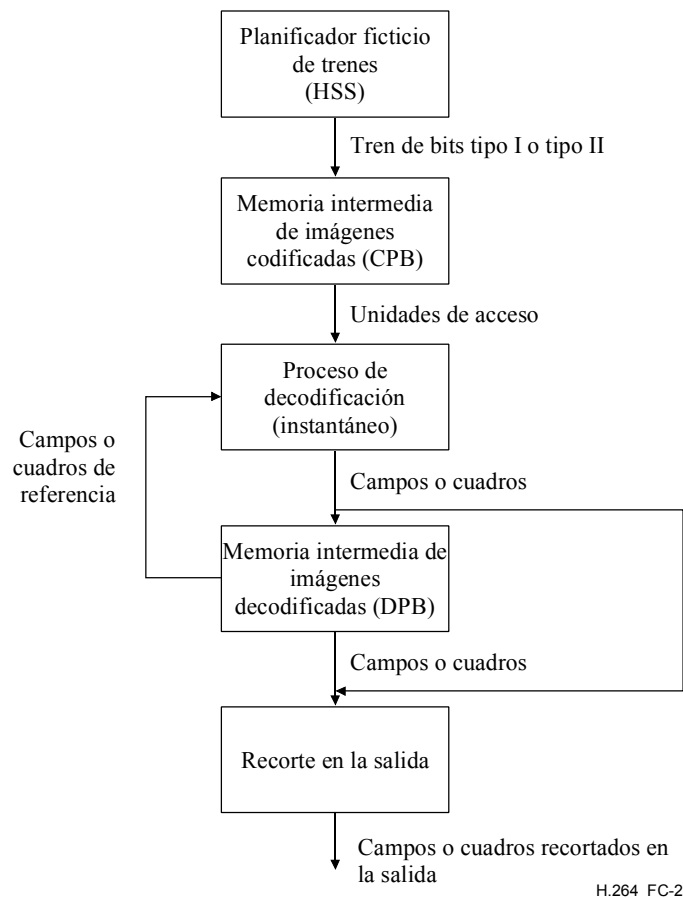 Planificador ficticio
de trenes
(HSS)
Tren de bits tipo I o tipo II
Memoria intermedia
de imágenes
codificadas (CPB)
Unidades de acceso
Proceso de
decodificación
(instantáneo)
Campos o
cuadros de
referencia
Campos o cuadros
Memoria intermedia de
imágenes
decodificadas (DPB)
Campos o cuadros
Recorte en la salida
Campos o cuadros recortados en
la salida
H.264_FC-2